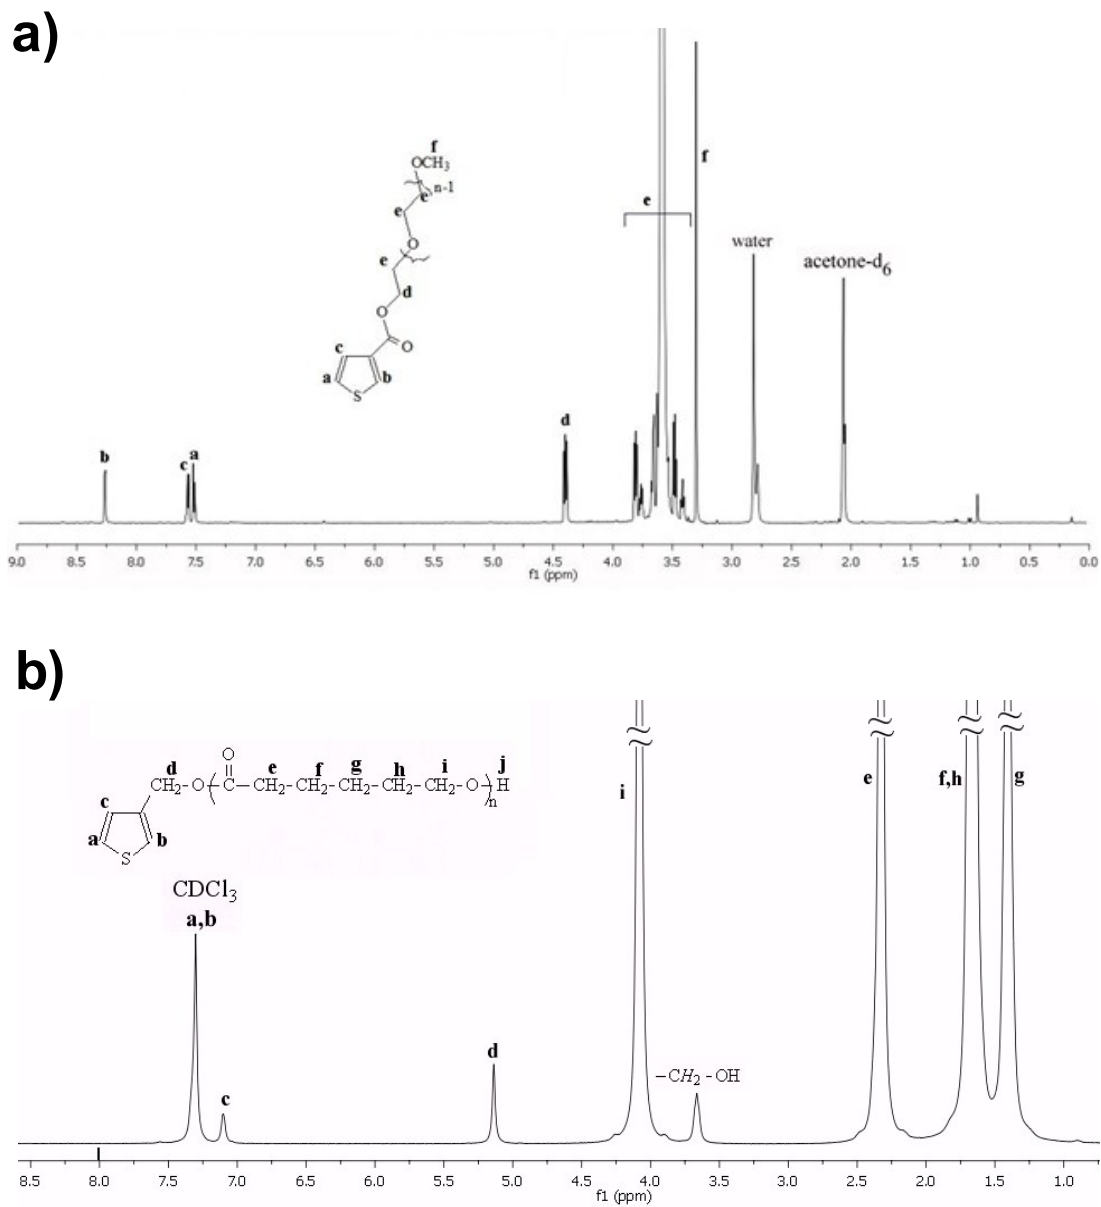 a)
f
OCH3
n-1
e
e
O
e
d
O
c
O
a
b
S
b
c
a
d
e
f
water
acetone-d6
9.0 8.5 8.0 7.5 7.0 6.5 6.0 5.5 5.0 4.5 4.0 3.5 3.0 2.5 2.0 1.5 1.0 0.5 0.0
f1 (ppm)
b)
O
d e f g h i j
CH2-O-(C-CH2-CH2-CH2-CH2-CH2-O-)H
n
c
a
b
S
CDCl3
a,b
c
d
i
-CH2-OH
e
f,h
g
8.5 8.0 7.5 7.0 6.5 6.0 5.5 5.0 4.5 4.0 3.5 3.0 2.5 2.0 1.5 1.0
f1 (ppm)